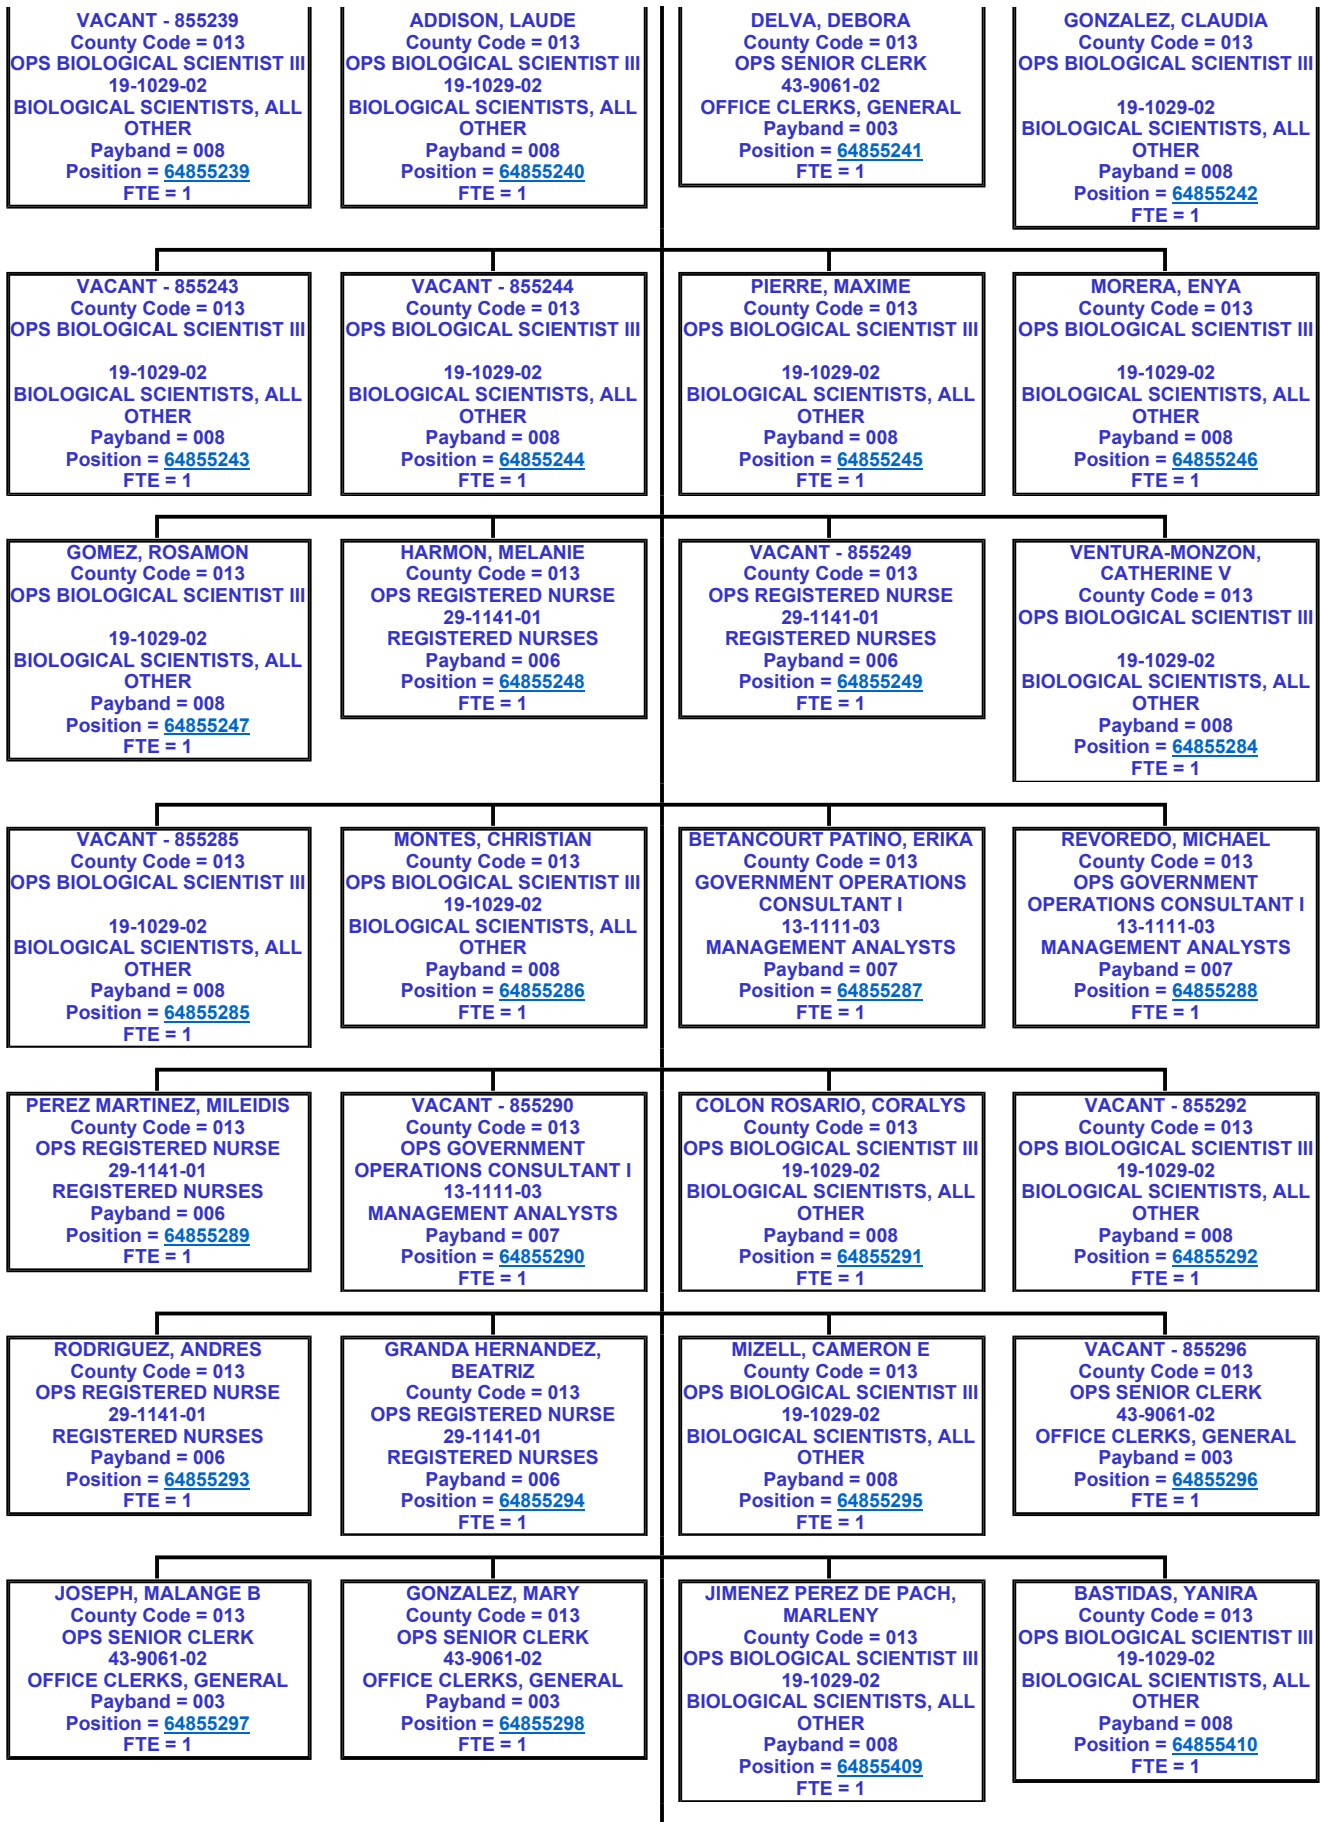 VACANT - 855239
County Code = 013
OPS BIOLOGICAL SCIENTIST III
19-1029-02
BIOLOGICAL SCIENTISTS, ALL
OTHER
Payband = 008
Position = 64855239
FTE = 1
ADDISON, LAUDE
County Code = 013
OPS BIOLOGICAL SCIENTIST III
19-1029-02
BIOLOGICAL SCIENTISTS, ALL
OTHER
Payband = 008
Position = 64855240
FTE = 1
DELVA, DEBORA
County Code = 013
OPS SENIOR CLERK
43-9061-02
OFFICE CLERKS, GENERAL
Payband = 003
Position = 64855241
FTE = 1
GONZALEZ, CLAUDIA
County Code = 013
OPS BIOLOGICAL SCIENTIST III
19-1029-02
BIOLOGICAL SCIENTISTS, ALL
OTHER
Payband = 008
Position = 64855242
FTE = 1
VACANT - 855243
County Code = 013
OPS BIOLOGICAL SCIENTIST III
19-1029-02
BIOLOGICAL SCIENTISTS, ALL
OTHER
Payband = 008
Position = 64855243
FTE = 1
VACANT - 855244
County Code = 013
OPS BIOLOGICAL SCIENTIST III
19-1029-02
BIOLOGICAL SCIENTISTS, ALL
OTHER
Payband = 008
Position = 64855244
FTE = 1
PIERRE, MAXIME
County Code = 013
OPS BIOLOGICAL SCIENTIST III
19-1029-02
BIOLOGICAL SCIENTISTS, ALL
OTHER
Payband = 008
Position = 64855245
FTE = 1
MORERA, ENYA
County Code = 013
OPS BIOLOGICAL SCIENTIST III
19-1029-02
BIOLOGICAL SCIENTISTS, ALL
OTHER
Payband = 008
Position = 64855246
FTE = 1
GOMEZ, ROSAMON
County Code = 013
OPS BIOLOGICAL SCIENTIST III
19-1029-02
BIOLOGICAL SCIENTISTS, ALL
OTHER
Payband = 008
Position = 64855247
FTE = 1
HARMON, MELANIE
County Code = 013
OPS REGISTERED NURSE
29-1141-01
REGISTERED NURSES
Payband = 006
Position = 64855248
FTE = 1
VACANT - 855249
County Code = 013
OPS REGISTERED NURSE
29-1141-01
REGISTERED NURSES
Payband = 006
Position = 64855249
FTE = 1
VENTURA-MONZON,
CATHERINE V
County Code = 013
OPS BIOLOGICAL SCIENTIST III
19-1029-02
BIOLOGICAL SCIENTISTS, ALL
OTHER
Payband = 008
Position = 64855284
FTE = 1
VACANT - 855285
County Code = 013
OPS BIOLOGICAL SCIENTIST III
19-1029-02
BIOLOGICAL SCIENTISTS, ALL
OTHER
Payband = 008
Position = 64855285
FTE = 1
MONTES, CHRISTIAN
County Code = 013
OPS BIOLOGICAL SCIENTIST III
19-1029-02
BIOLOGICAL SCIENTISTS, ALL
OTHER
Payband = 008
Position = 64855286
FTE = 1
BETANCOURT PATINO, ERIKA
County Code = 013
GOVERNMENT OPERATIONS
CONSULTANT I
13-1111-03
MANAGEMENT ANALYSTS
Payband = 007
Position = 64855287
FTE = 1
REVOREDO, MICHAEL
County Code = 013
OPS GOVERNMENT
OPERATIONS CONSULTANT I
13-1111-03
MANAGEMENT ANALYSTS
Payband = 007
Position = 64855288
FTE = 1
PEREZ MARTINEZ, MILEIDIS
County Code = 013
OPS REGISTERED NURSE
29-1141-01
REGISTERED NURSES
Payband = 006
Position = 64855289
FTE = 1
VACANT - 855290
County Code = 013
OPS GOVERNMENT
OPERATIONS CONSULTANT I
13-1111-03
MANAGEMENT ANALYSTS
Payband = 007
Position = 64855290
FTE = 1
COLON ROSARIO, CORALYS
County Code = 013
OPS BIOLOGICAL SCIENTIST III
19-1029-02
BIOLOGICAL SCIENTISTS, ALL
OTHER
Payband = 008
Position = 64855291
FTE = 1
VACANT - 855292
County Code = 013
OPS BIOLOGICAL SCIENTIST III
19-1029-02
BIOLOGICAL SCIENTISTS, ALL
OTHER
Payband = 008
Position = 64855292
FTE = 1
RODRIGUEZ, ANDRES
County Code = 013
OPS REGISTERED NURSE
29-1141-01
REGISTERED NURSES
Payband = 006
Position = 64855293
FTE = 1
GRANDA HERNANDEZ,
BEATRIZ
County Code = 013
OPS REGISTERED NURSE
29-1141-01
REGISTERED NURSES
Payband = 006
Position = 64855294
FTE = 1
MIZELL, CAMERON E
County Code = 013
OPS BIOLOGICAL SCIENTIST III
19-1029-02
BIOLOGICAL SCIENTISTS, ALL
OTHER
Payband = 008
Position = 64855295
FTE = 1
VACANT - 855296
County Code = 013
OPS SENIOR CLERK
43-9061-02
OFFICE CLERKS, GENERAL
Payband = 003
Position = 64855296
FTE = 1
JOSEPH, MALANGE B
County Code = 013
OPS SENIOR CLERK
43-9061-02
OFFICE CLERKS, GENERAL
Payband = 003
Position = 64855297
FTE = 1
GONZALEZ, MARY
County Code = 013
OPS SENIOR CLERK
43-9061-02
OFFICE CLERKS, GENERAL
Payband = 003
Position = 64855298
FTE = 1
JIMENEZ PEREZ DE PACH,
MARLENY
County Code = 013
OPS BIOLOGICAL SCIENTIST III
19-1029-02
BIOLOGICAL SCIENTISTS, ALL
OTHER
Payband = 008
Position = 64855409
FTE = 1
BASTIDAS, YANIRA
County Code = 013
OPS BIOLOGICAL SCIENTIST III
19-1029-02
BIOLOGICAL SCIENTISTS, ALL
OTHER
Payband = 008
Position = 64855410
FTE = 1